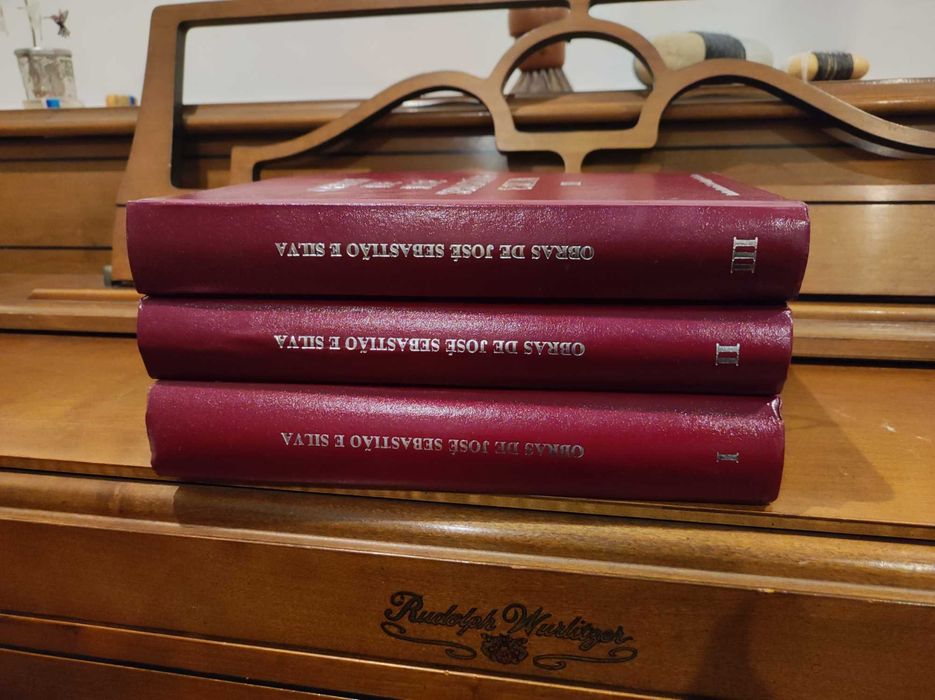 OBRAS DE JOSÉ SEBASTIÃO E SILVA
III
OBRAS DE JOSÉ SEBASTIÃO E SILVA
II
OBRAS DE JOSÉ SEBASTIÃO E SILVA
I
Rudolph Wurlitzer